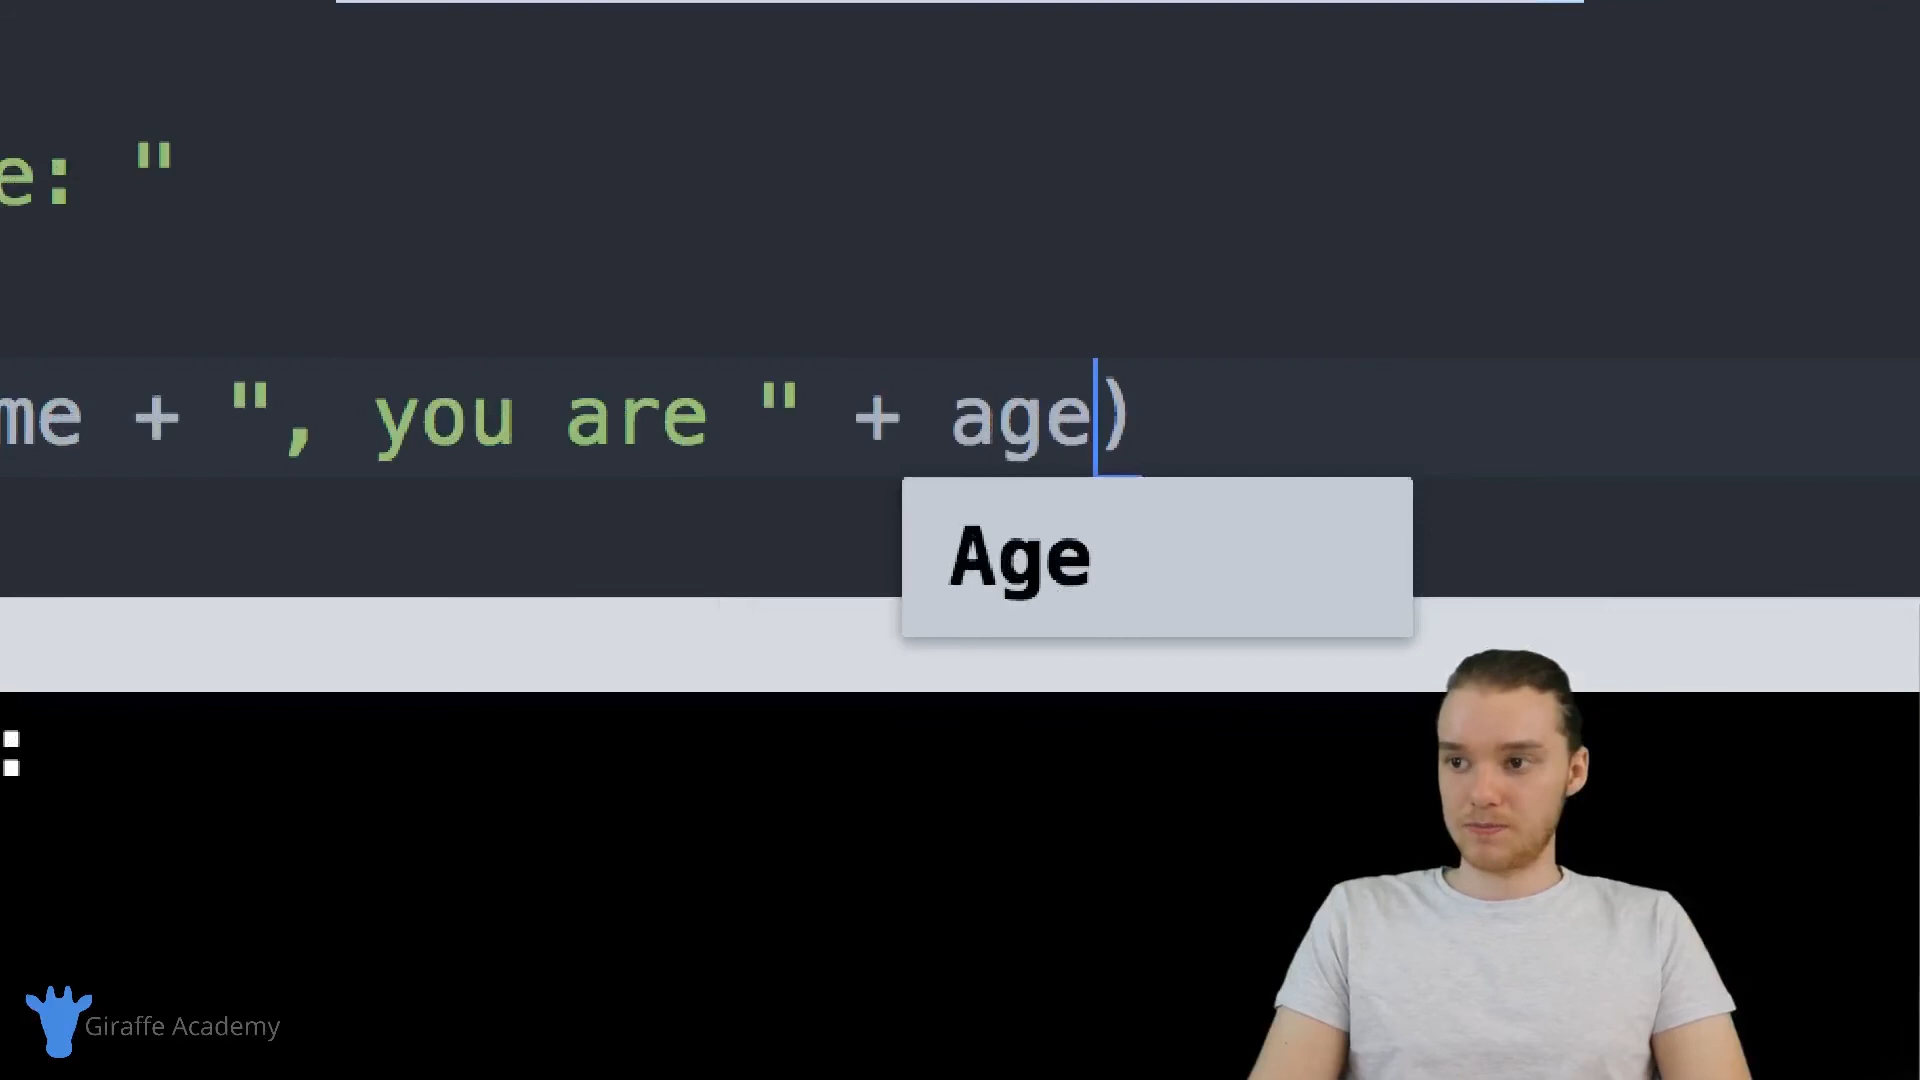 e: "
me + ", you are " + age)
Age
:
Giraffe Academy